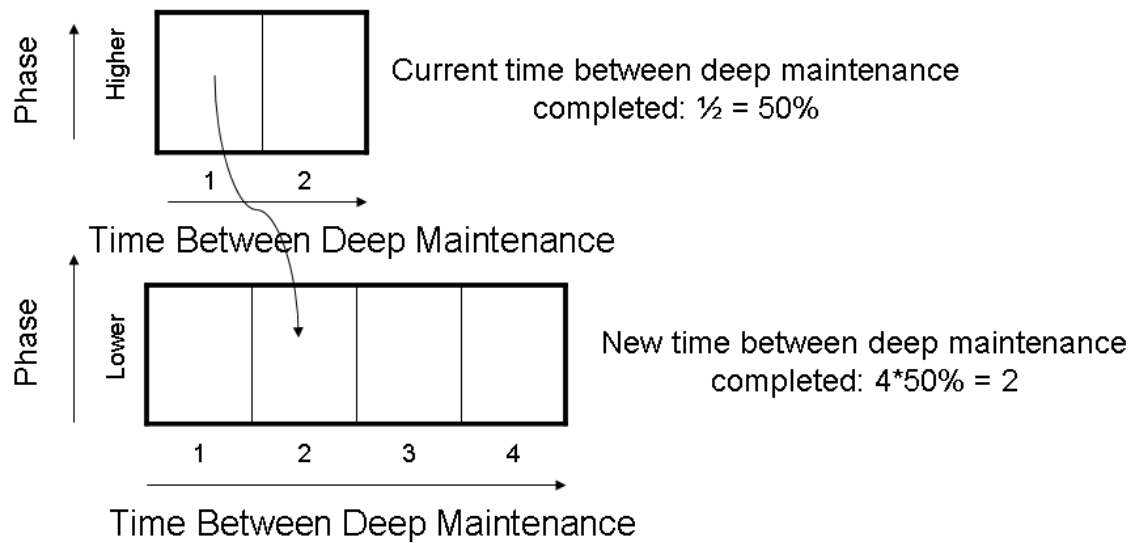 Phase
Higher
Current time between deep maintenance
completed: ½ = 50%
1 2
Time Between Deep Maintenance
Phase
Lower
New time between deep maintenance
completed: 4*50% = 2
1 2 3 4
Time Between Deep Maintenance